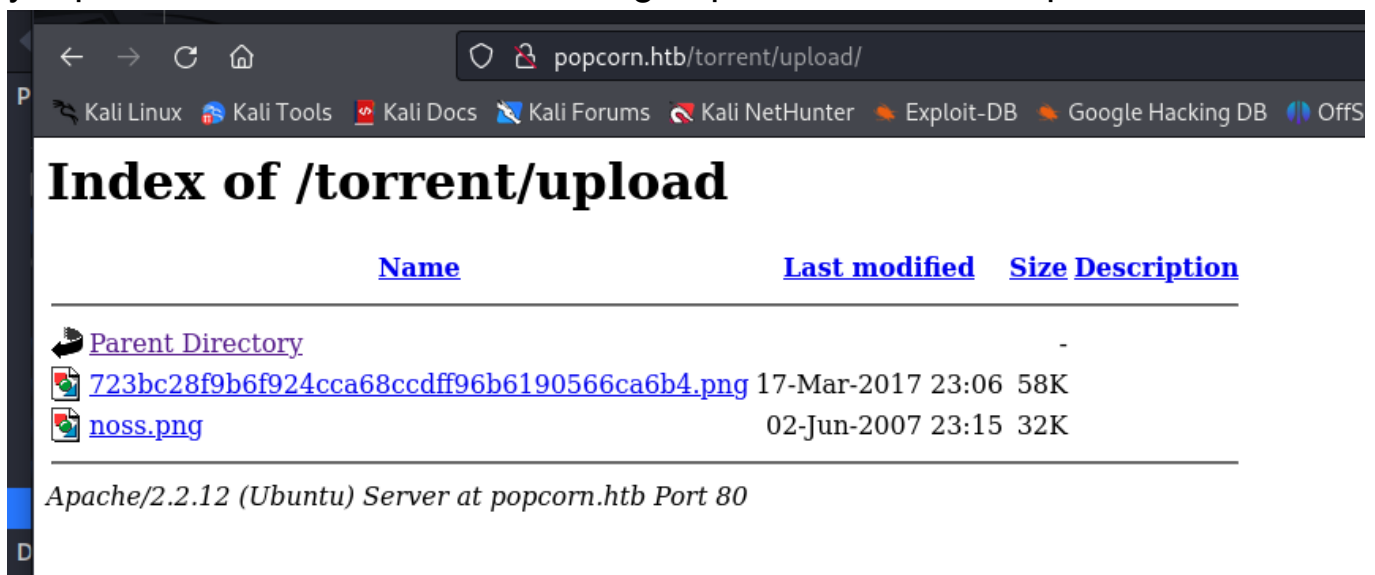 popcorn.htb/torrent/upload/
Kali Linux Kali Tools Kali Docs Kali Forums Kali NetHunter Exploit-DB Google Hacking DB OffS
Index of /torrent/upload
Name Last modified Size Description
Parent Directory -
723bc28f9b6f924cca68ccdff96b6190566ca6b4.png 17-Mar-2017 23:06 58K
noss.png 02-Jun-2007 23:15 32K
Apache/2.2.12 (Ubuntu) Server at popcorn.htb Port 80